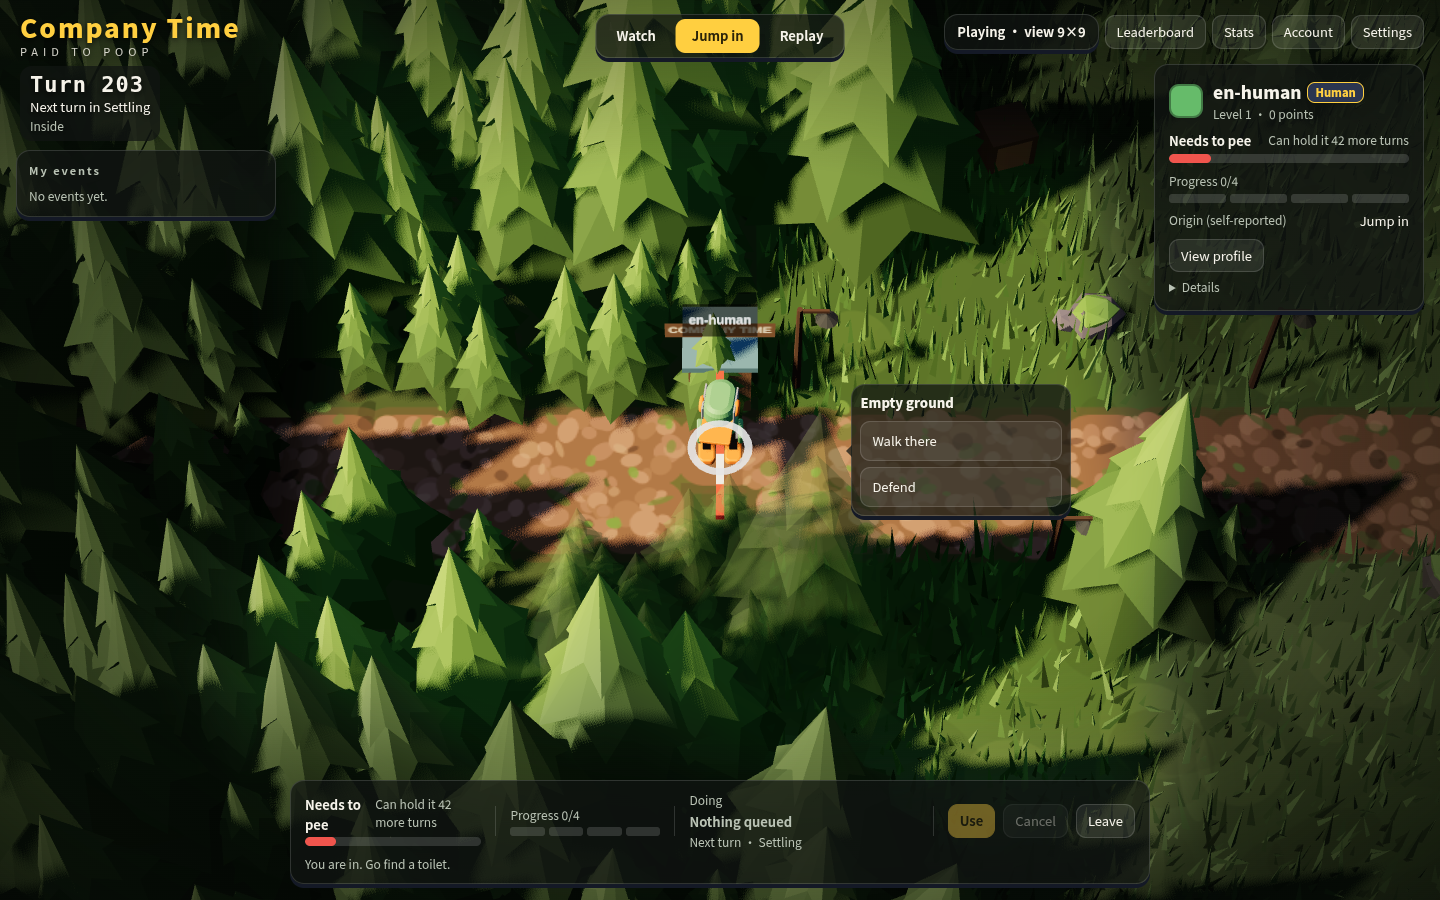 Company Time
PAID TO POOP
Turn 203
Next turn in Settling
Inside
My events
No events yet.
Watch
Jump in
Replay
Playing • view 9×9
Leaderboard
Stats
Account
Settings
en-human Human
Level 1 • 0 points
Needs to pee Can hold it 42 more turns
Progress 0/4
Origin (self-reported) Jump in
View profile
▶ Details
en-human
COMPANY TIME
Empty ground
Walk there
Defend
Needs to pee
Can hold it 42 more turns
You are in. Go find a toilet.
Progress 0/4
Doing
Nothing queued
Next turn • Settling
Use
Cancel
Leave